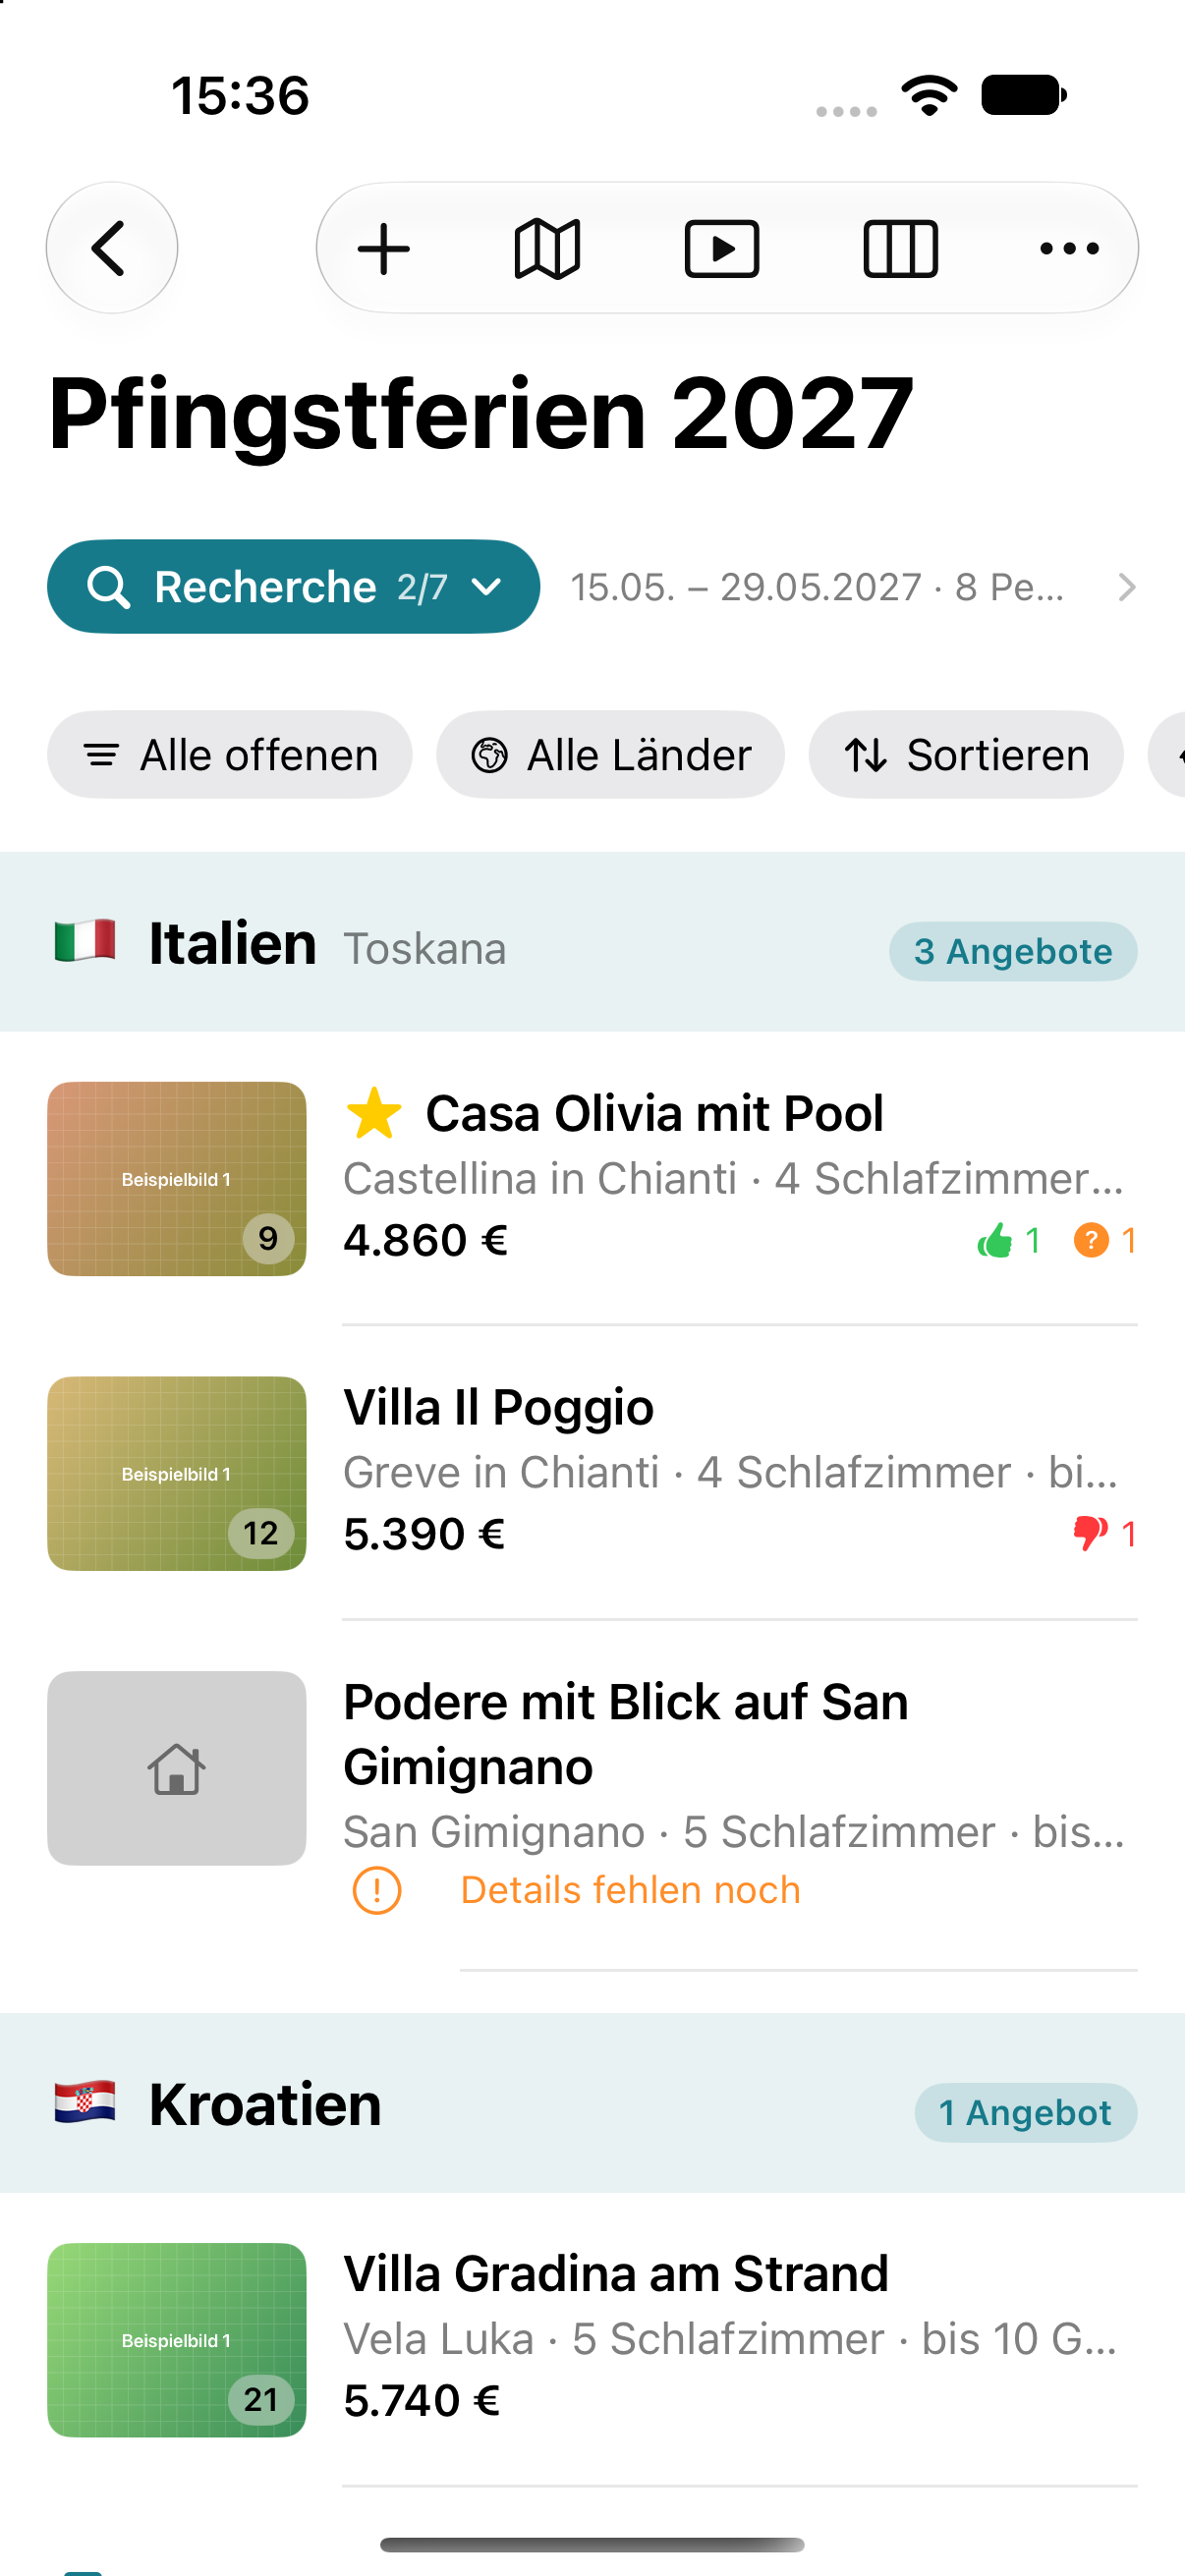 15:36
Pfingstferien 2027
Recherche 2/7
15.05. – 29.05.2027 · 8 Pe...
Alle offenen
Alle Länder
Sortieren
Italien Toskana
3 Angebote
Beispielbild 1
9
Casa Olivia mit Pool
Castellina in Chianti · 4 Schlafzimmer...
4.860 €
1
? 1
Beispielbild 1
12
Villa Il Poggio
Greve in Chianti · 4 Schlafzimmer · bi...
5.390 €
1
Podere mit Blick auf San
Gimignano
San Gimignano · 5 Schlafzimmer · bis...
! Details fehlen noch
Kroatien
1 Angebot
Beispielbild 1
21
Villa Gradina am Strand
Vela Luka · 5 Schlafzimmer · bis 10 G...
5.740 €